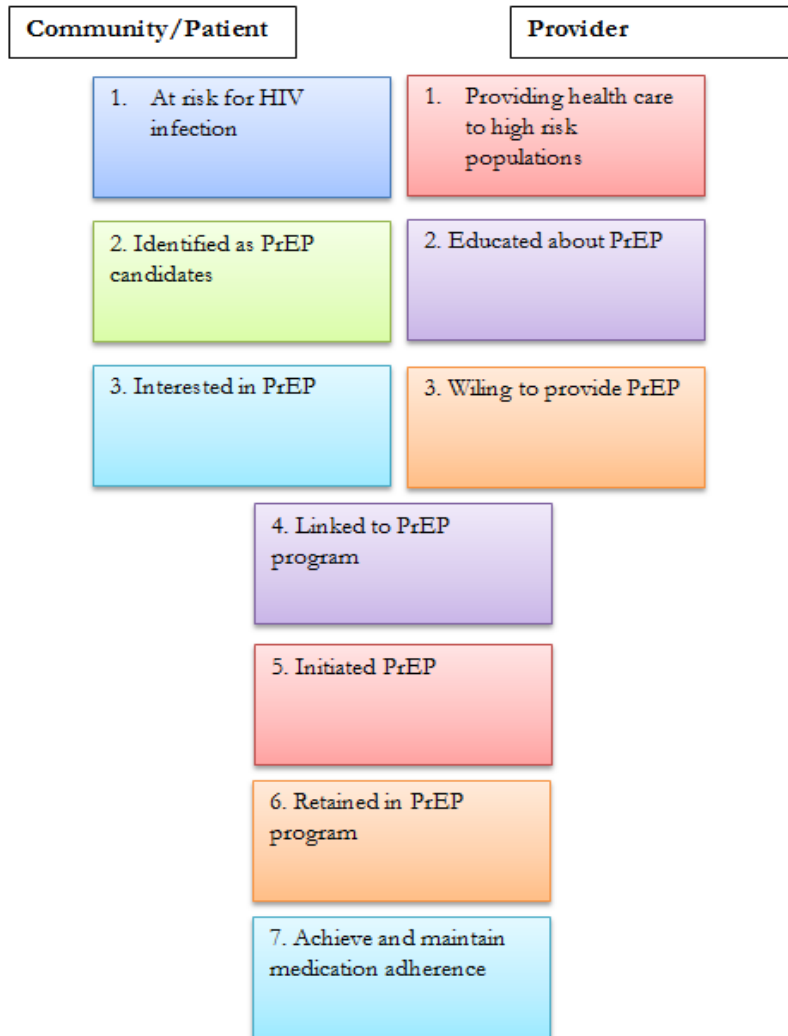 Community/Patient
Provider
1. At risk for HIV
infection
1. Providing health care
to high risk
populations
2. Identified as PrEP
candidates
2. Educated about PrEP
3. Interested in PrEP
3. Wiling to provide PrEP
4. Linked to PrEP
program
5. Initiated PrEP
6. Retained in PrEP
program
7. Achieve and maintain
medication adherence